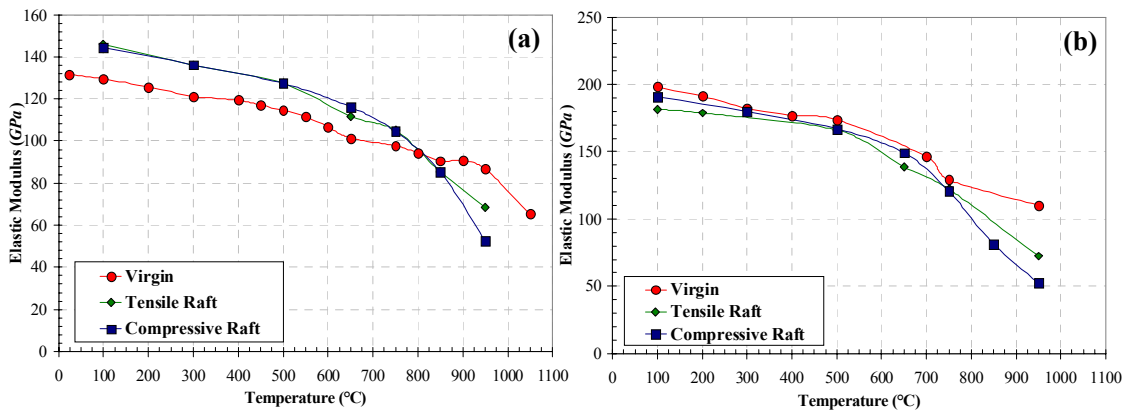 (a)
160
140
120
100
80
60
40
20
0
Elastic Modulus (GPa)
Virgin
Tensile Raft
Compressive Raft
0 100 200 300 400 500 600 700 800 900 1000 1100
Temperature (°C)
(b)
250
200
150
100
50
0
Elastic Modulus (GPa)
Virgin
Tensile Raft
Compressive Raft
100 200 300 400 500 600 700 800 900 1000 1100
Temperature (°C)